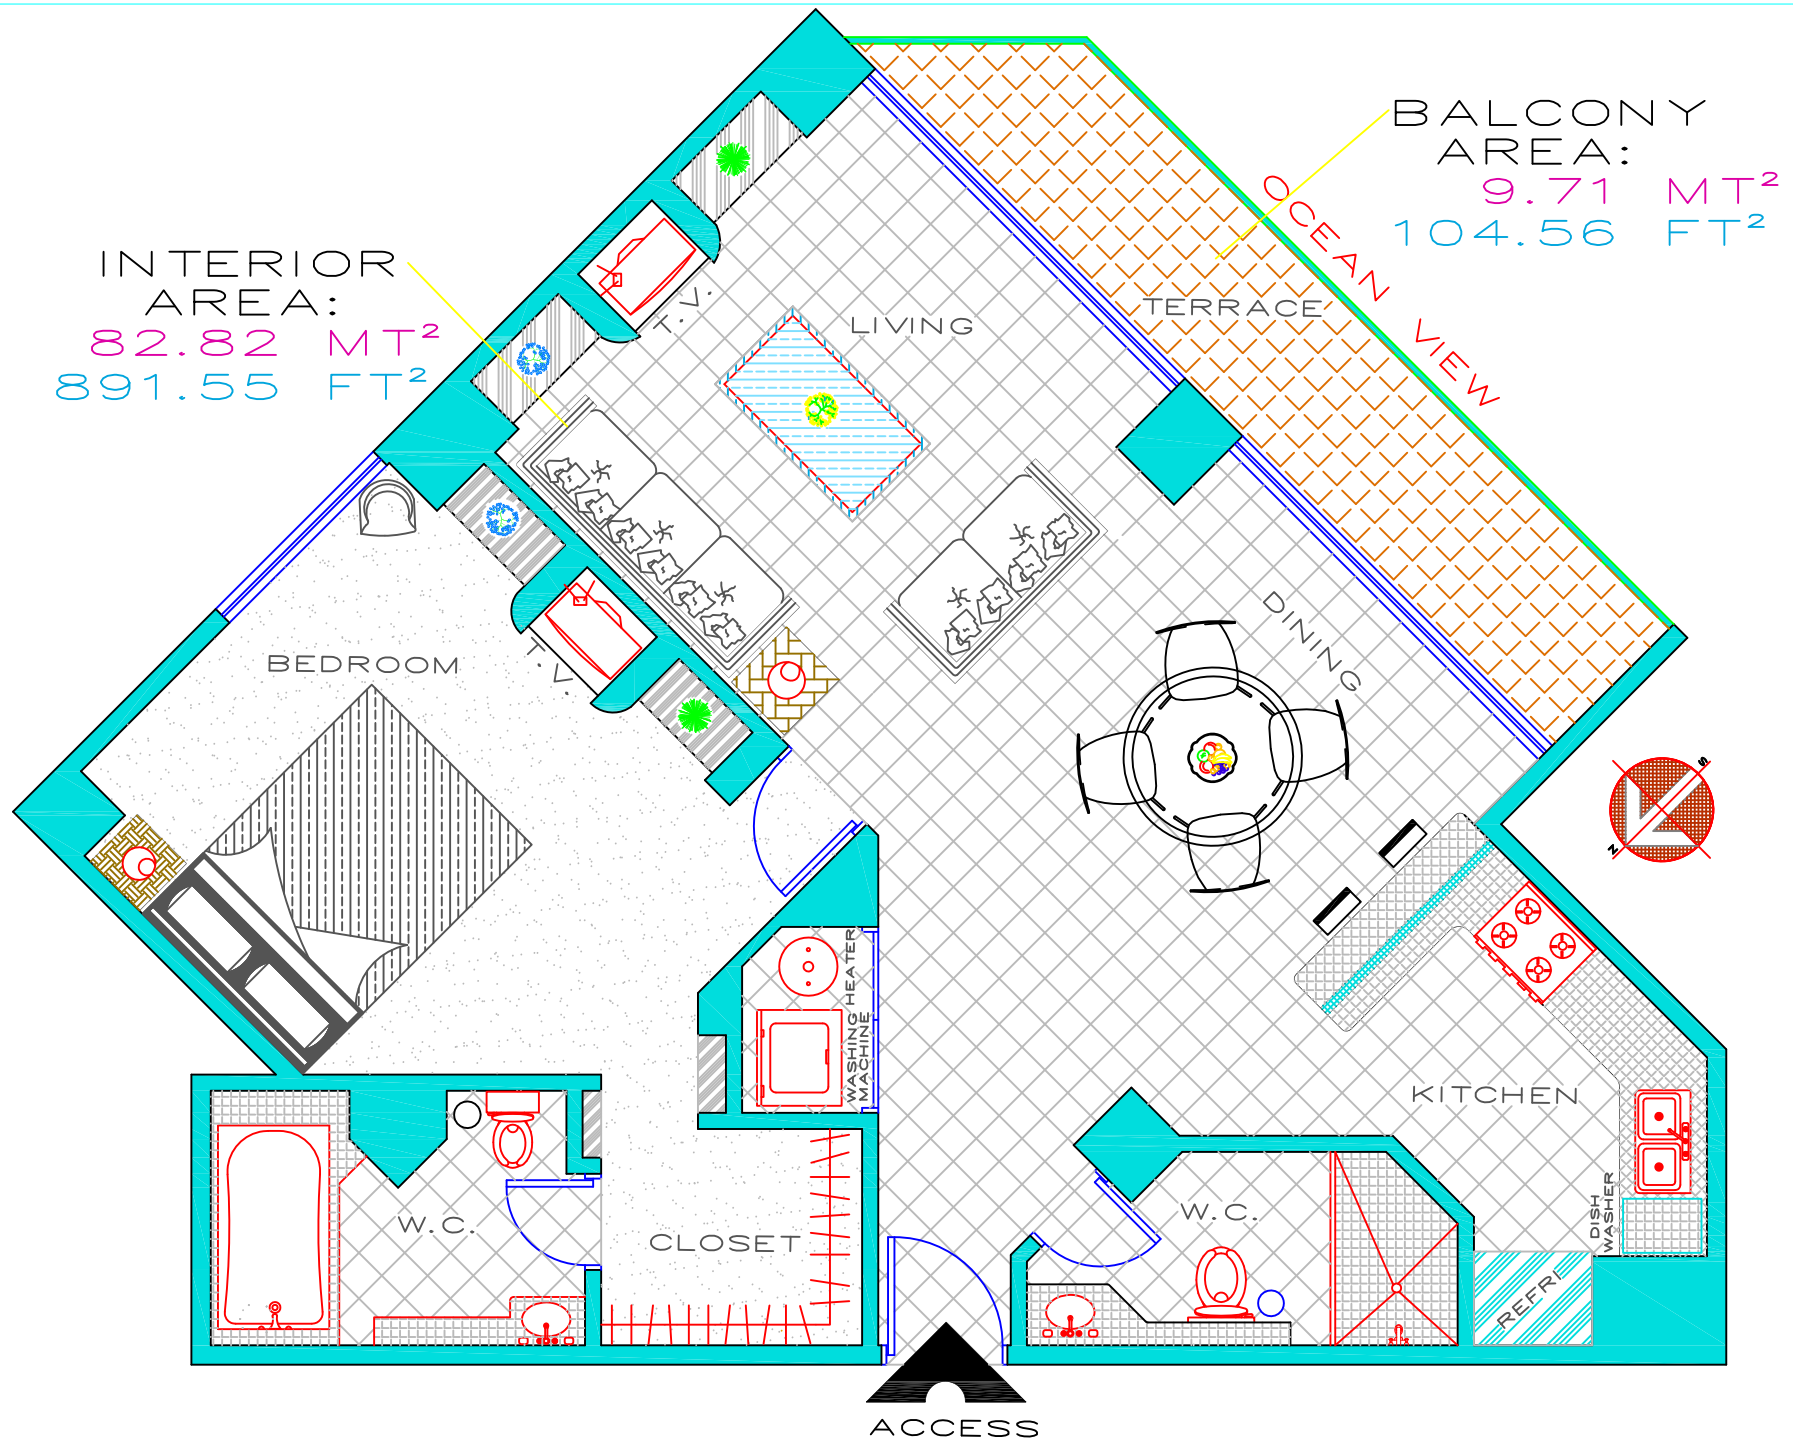 BALCONY
AREA:
9.71 MT²
104.56 FT²
OCEAN VIEW
INTERIOR
AREA:
82.82 MT²
891.55 FT²
T.V.
LIVING
TERRACE
DINING
BEDROOM
T.V.
S
N
HEATER
WASHING
MACHINE
KITCHEN
DISH
WASHER
W.C.
CLOSET
W.C.
REFRI
ACCESS